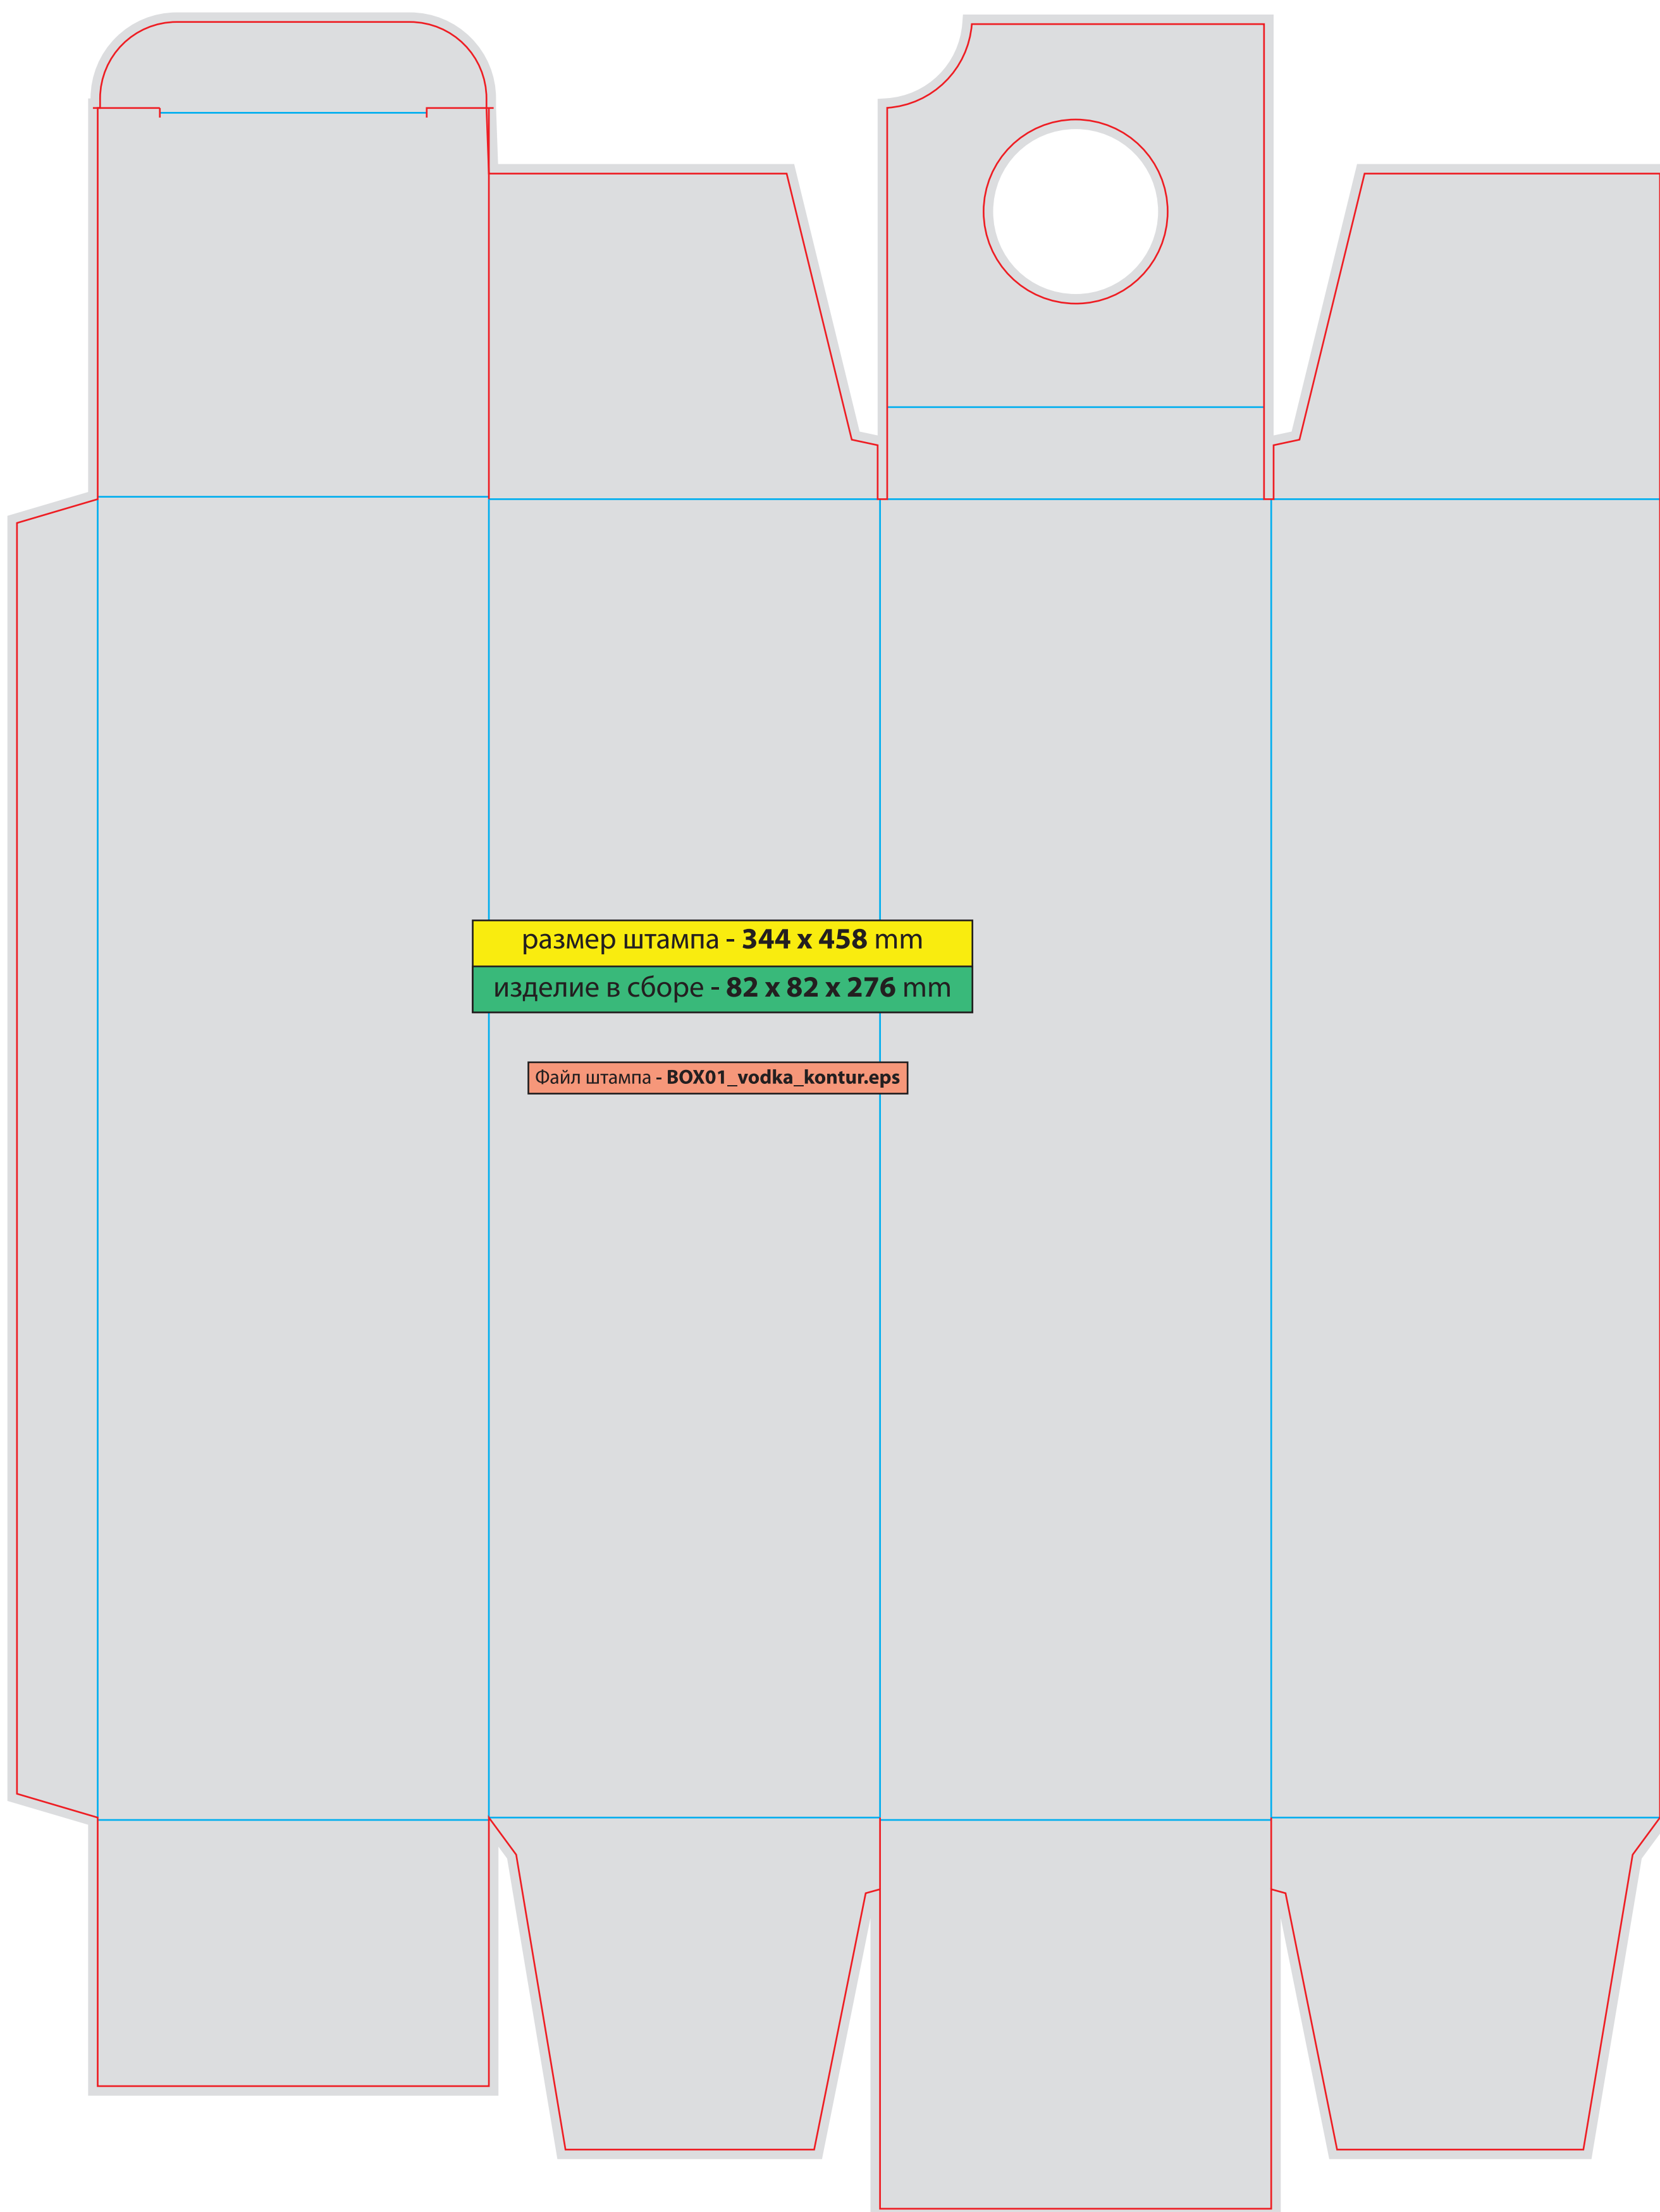 размер штампа - 344 x 458 mm
изделие в сборе - 82 x 82 x 276 mm
Файл штампа - BOX01_vodka_kontur.eps